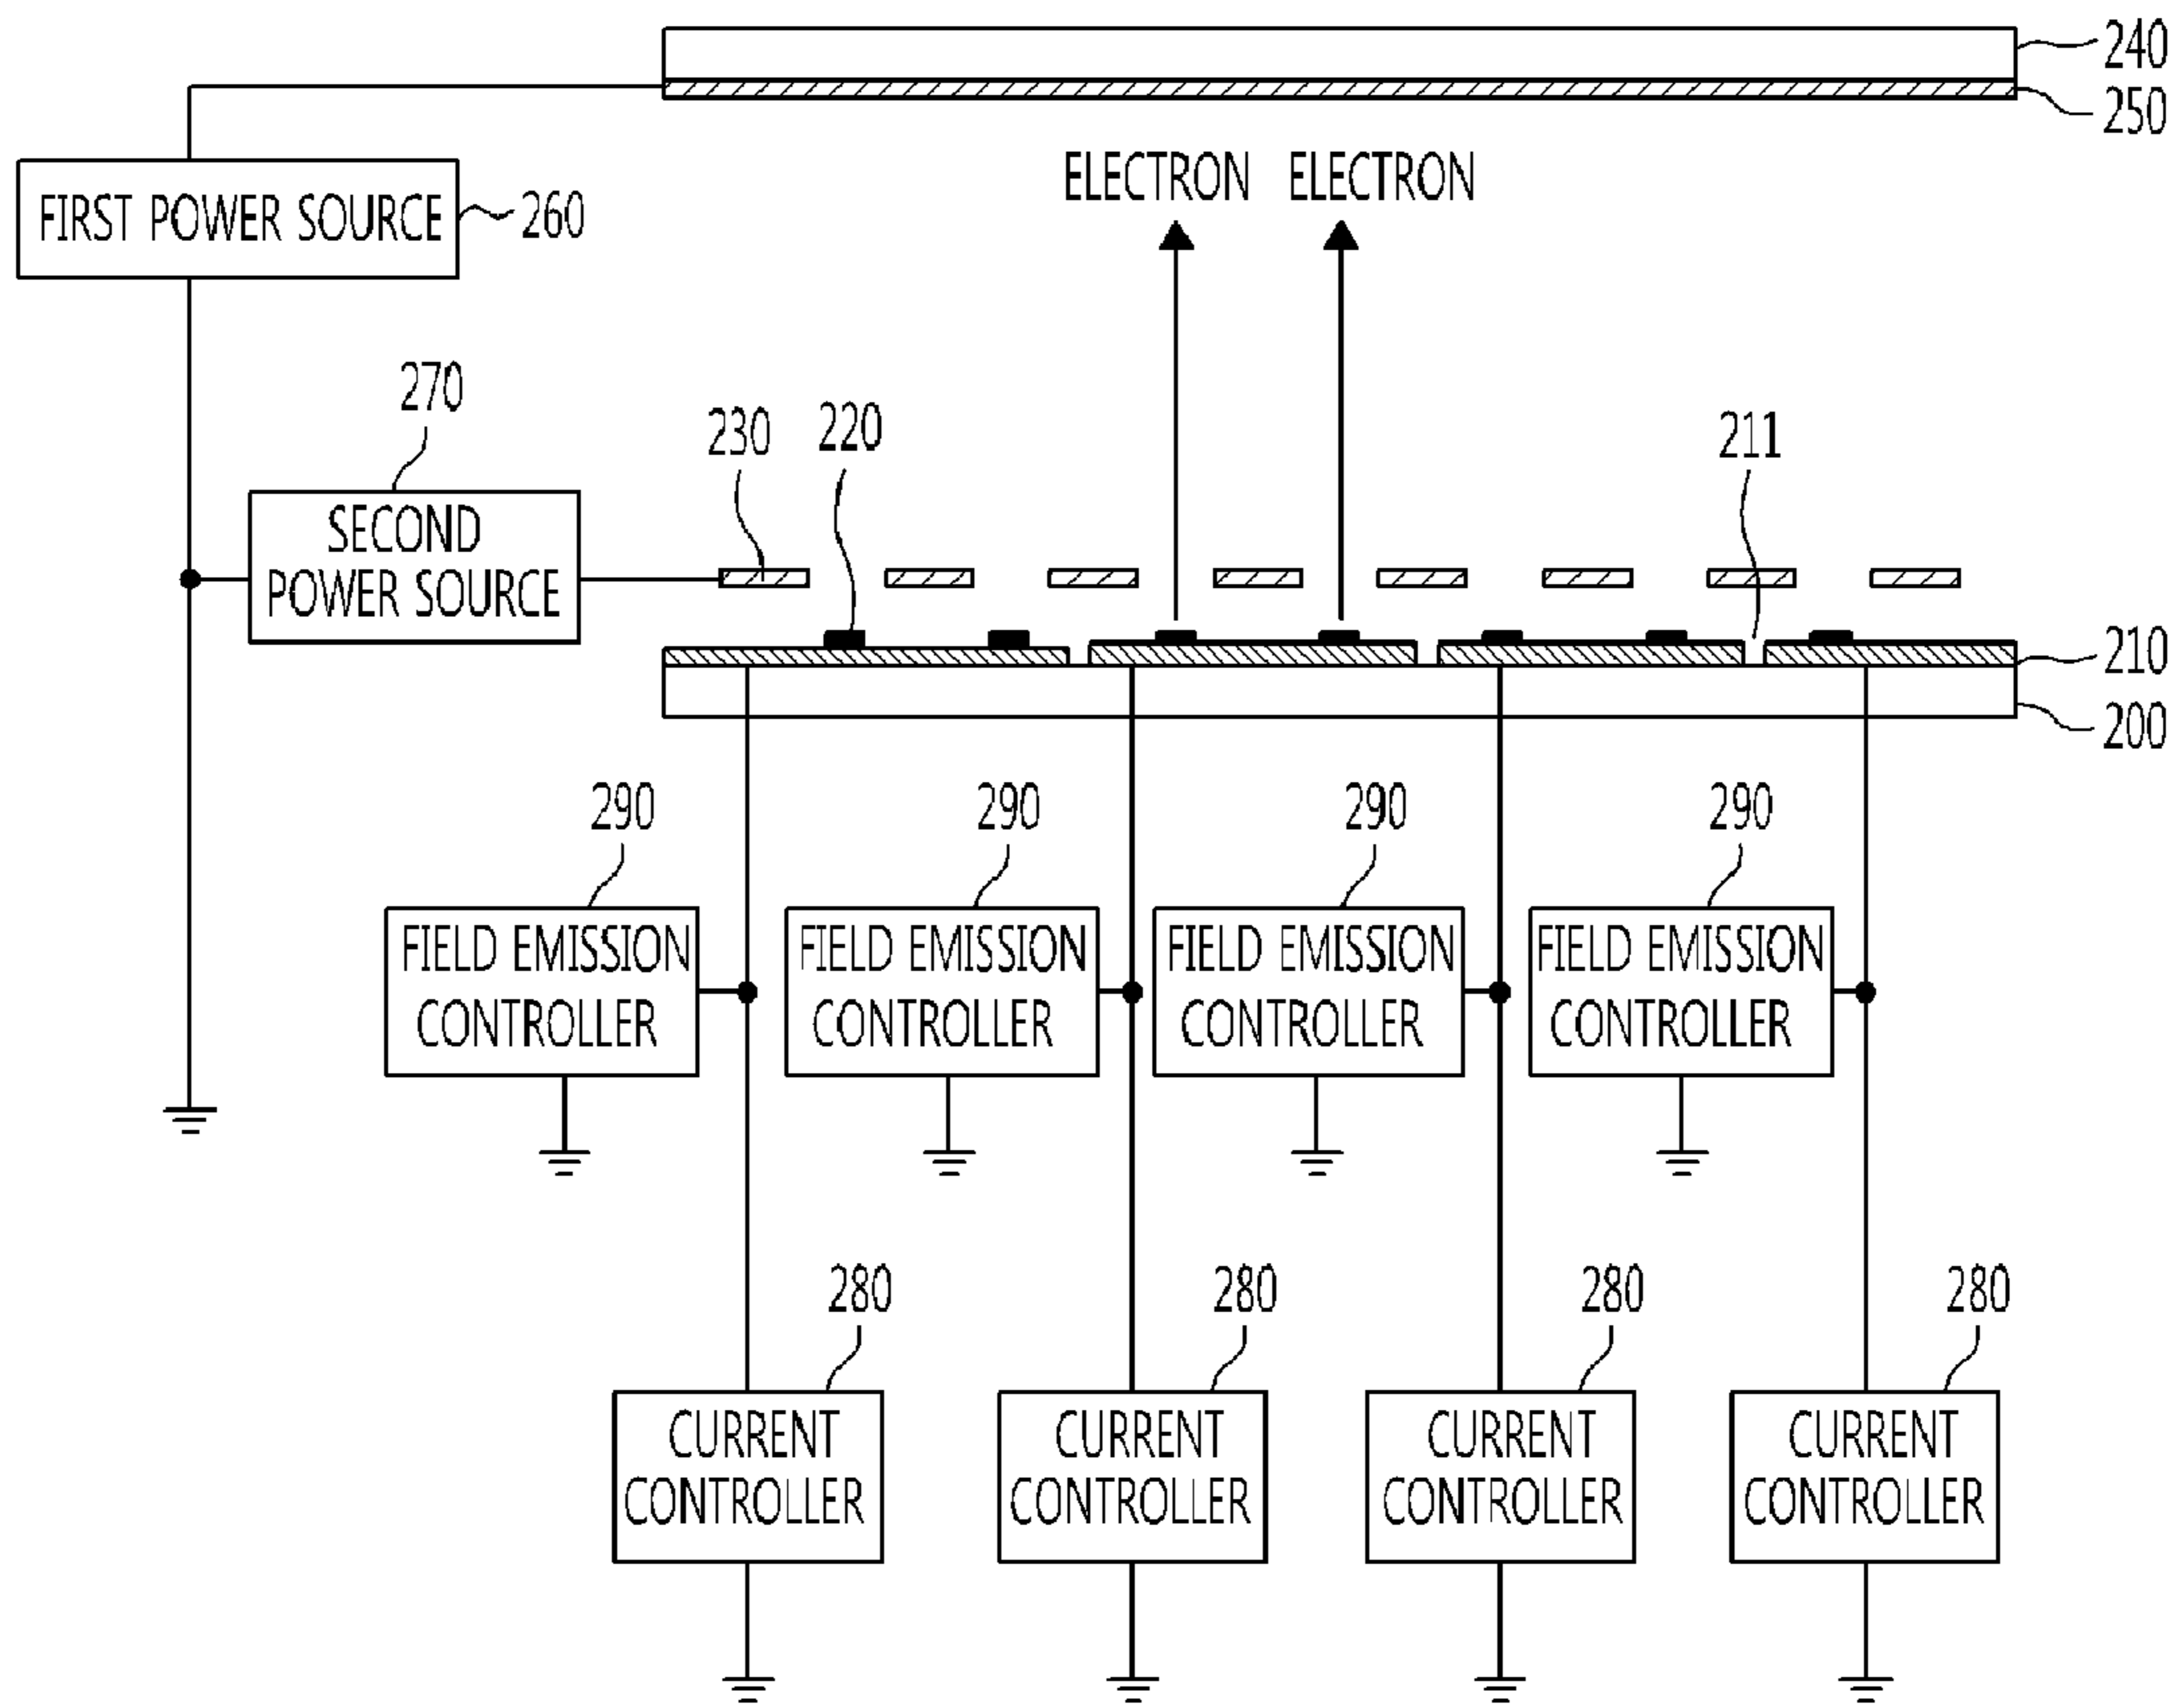 240
250
ELECTRON ELECTRON
FIRST POWER SOURCE
260
270
230
220
211
SECOND
POWER SOURCE
210
200
290
290
290
290
FIELD EMISSION
CONTROLLER
FIELD EMISSION
CONTROLLER
FIELD EMISSION
CONTROLLER
FIELD EMISSION
CONTROLLER
280
280
280
280
CURRENT
CONTROLLER
CURRENT
CONTROLLER
CURRENT
CONTROLLER
CURRENT
CONTROLLER